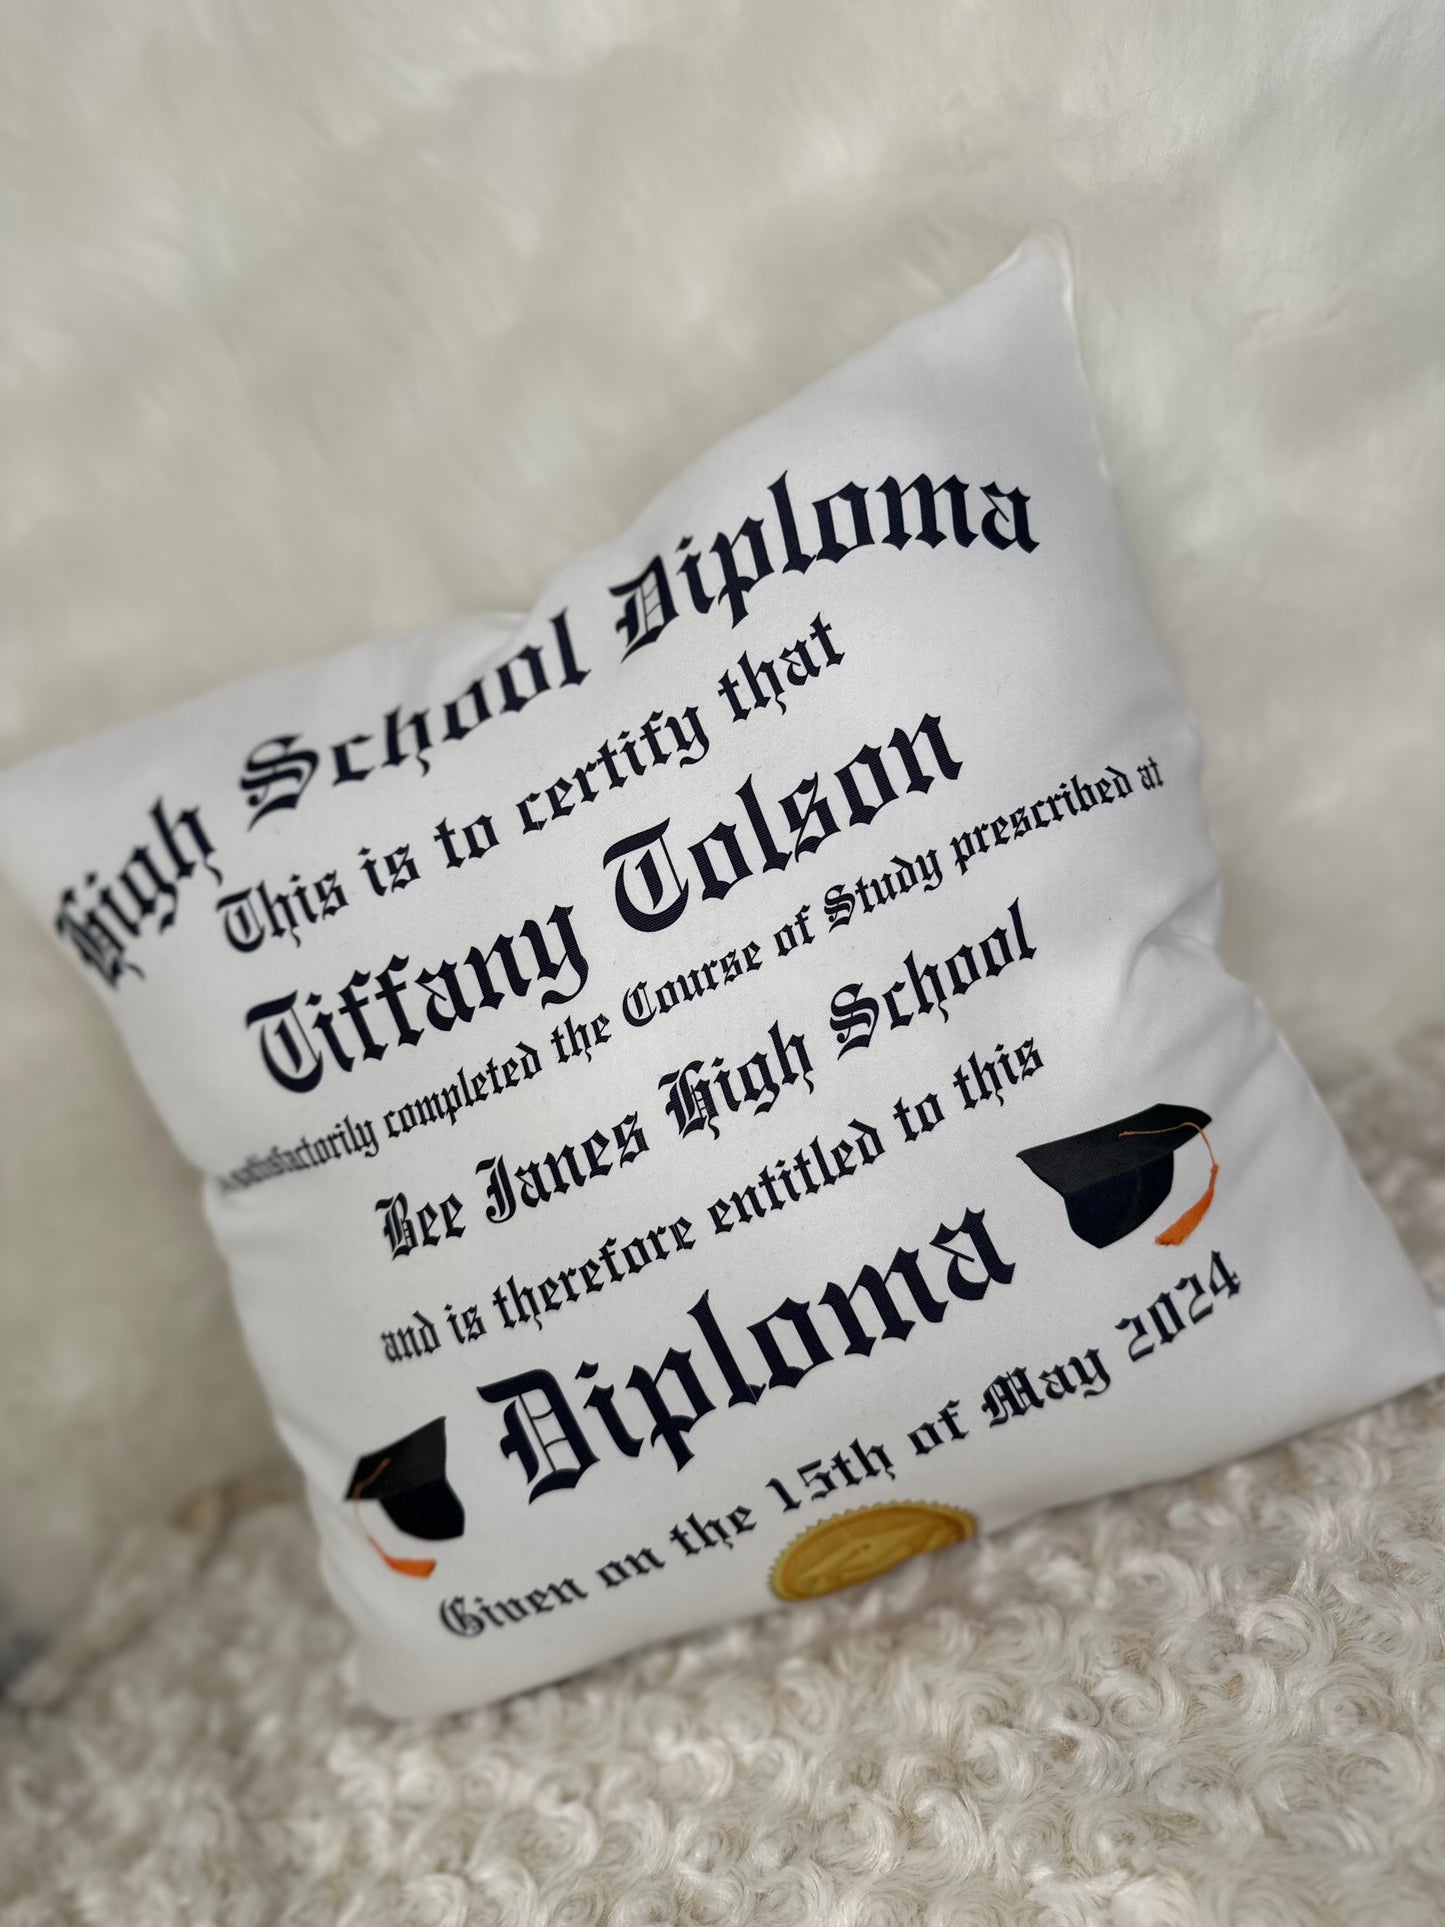 High School Diploma
This is to certify that
Tiffany Tolson
satisfactorily completed the Course of Study prescribed at
Bee Janes High School
and is therefore entitled to this
Diploma
Given on the 15th of May 2024